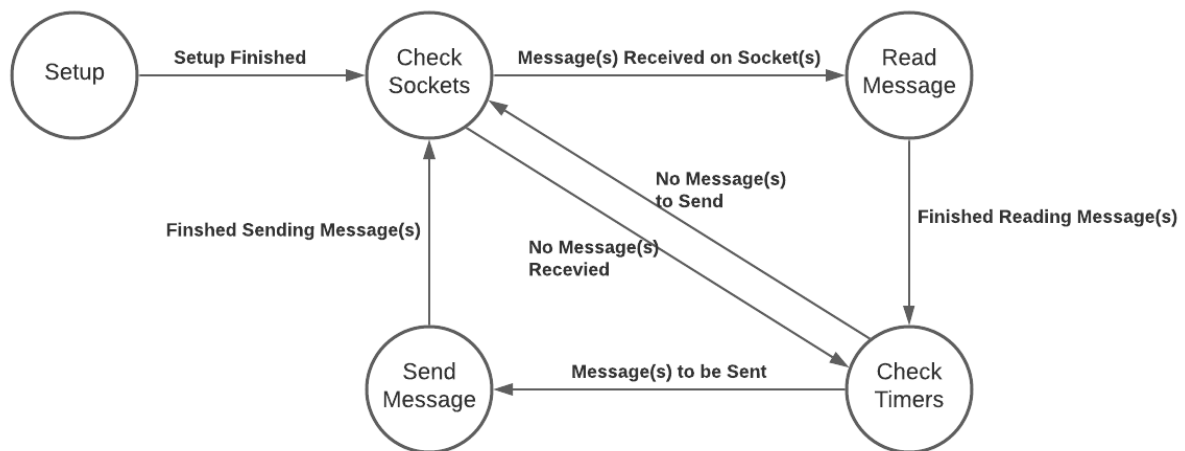 Setup
Setup Finished
Check
Sockets
Message(s) Received on Socket(s)
Read
Message
No Message(s)
to Send
Finshed Sending Message(s)
No Message(s)
Recevied
Finished Reading Message(s)
Send
Message
Message(s) to be Sent
Check
Timers